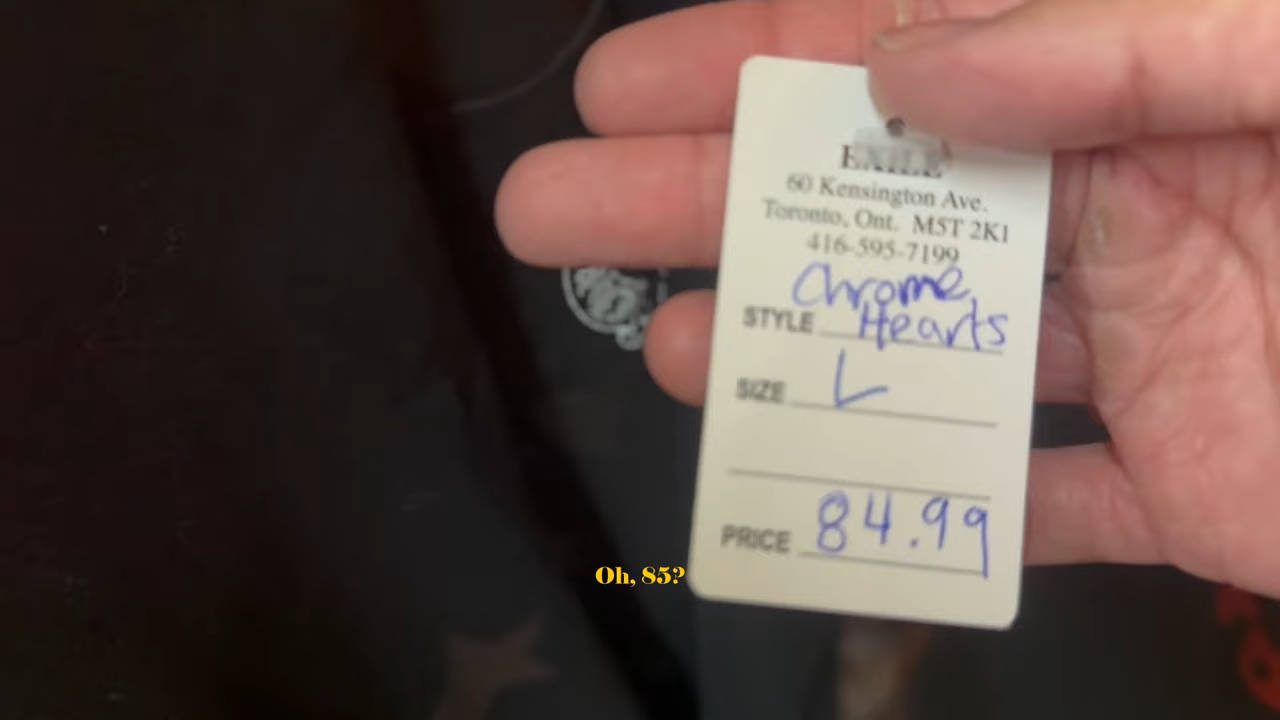 EXILE
60 Kensington Ave.
Toronto, Ont. M5T 2K1
416-595-7199
Chrome
STYLE Hearts
SIZE L
PRICE 84.99
Oh, 85?